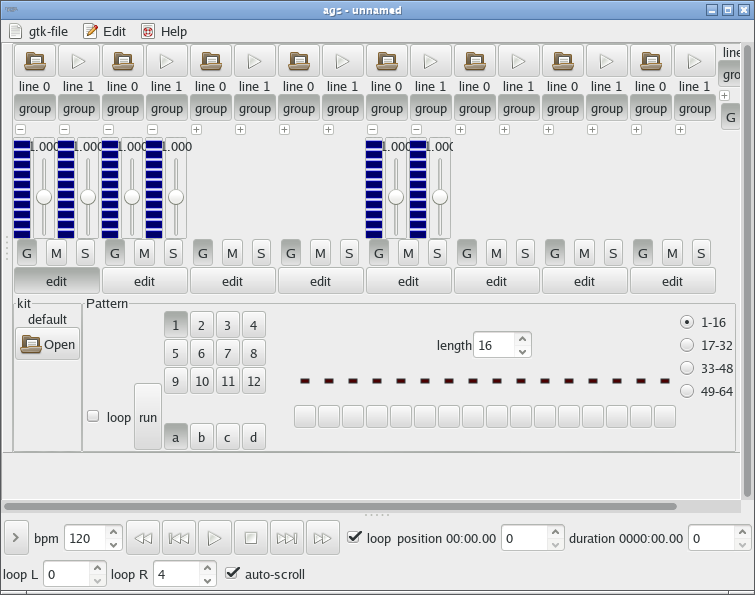 ags - unnamed
gtk-file Edit Help
line 0 line 1 line 0 line 1 line 0 line 1 line 0 line 1 line 0 line 1 line 0 line 1 line 0 line 1 line 0 line 1 line
group group group group group group group group group group group group group group group group gro
G
1.000 1.000 1.000 1.000 1.000 1.000
G M S G M S G M S G M S G M S G M S G M S G M S
edit edit edit edit edit edit edit edit
kit Pattern
default
Open
1 2 3 4
5 6 7 8
9 10 11 12
loop run
a b c d
length 16
1-16
17-32
33-48
49-64
bpm 120 loop position 00:00.00 0 duration 0000:00.00 0
loop L 0 loop R 4 auto-scroll